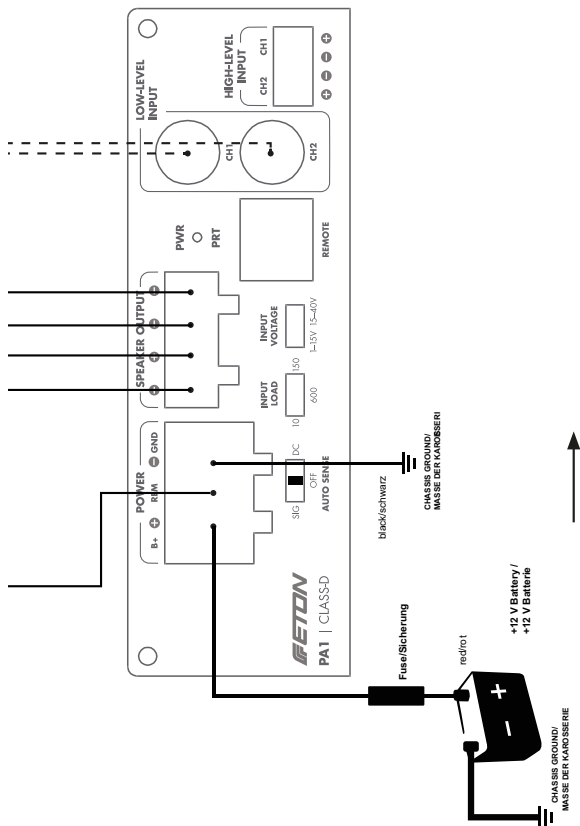 LOW-LEVEL
INPUT
CH1
CH2
HIGH-LEVEL
INPUT
CH2 CH1
⊕ ⊖ ⊖ ⊕
PWR
PRT
REMOTE
SPEAKER OUTPUT
INPUT
VOLTAGE
1–15V 15–40V
INPUT
LOAD
10 150
600
POWER
B+ ⊕ REM ⊖ GND
SIG DC
OFF
AUTO SENSE
ETON
PA1 | CLASS-D
black/schwarz
CHASSIS GROUND/
MASSE DER KAROSSERI
Fuse/Sicherung
red/rot
+12 V Battery /
+12 V Batterie
+
–
CHASSIS GROUND/
MASSE DER KAROSSERIE